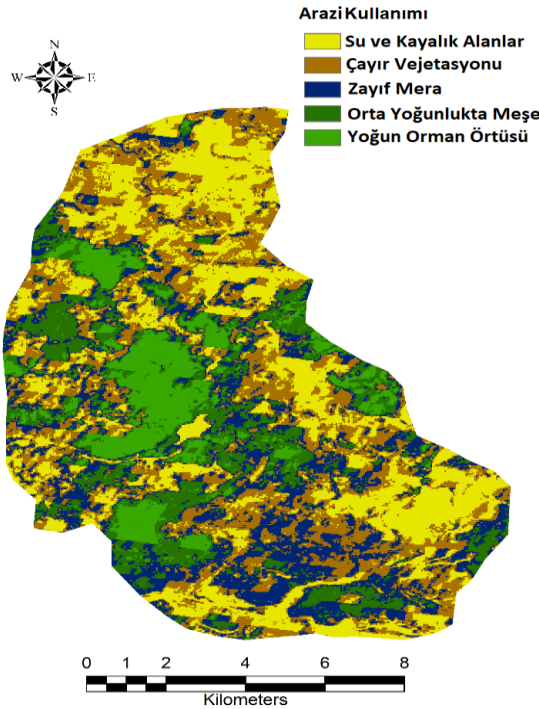 Arazi Kullanımı
Su ve Kayalık Alanlar
Çayır Vejetasyonu
Zayıf Mera
Orta Yoğunlukta Meşe
Yoğun Orman Örtüsü
N
W E
S
0 1 2 4 6 8
Kilometers